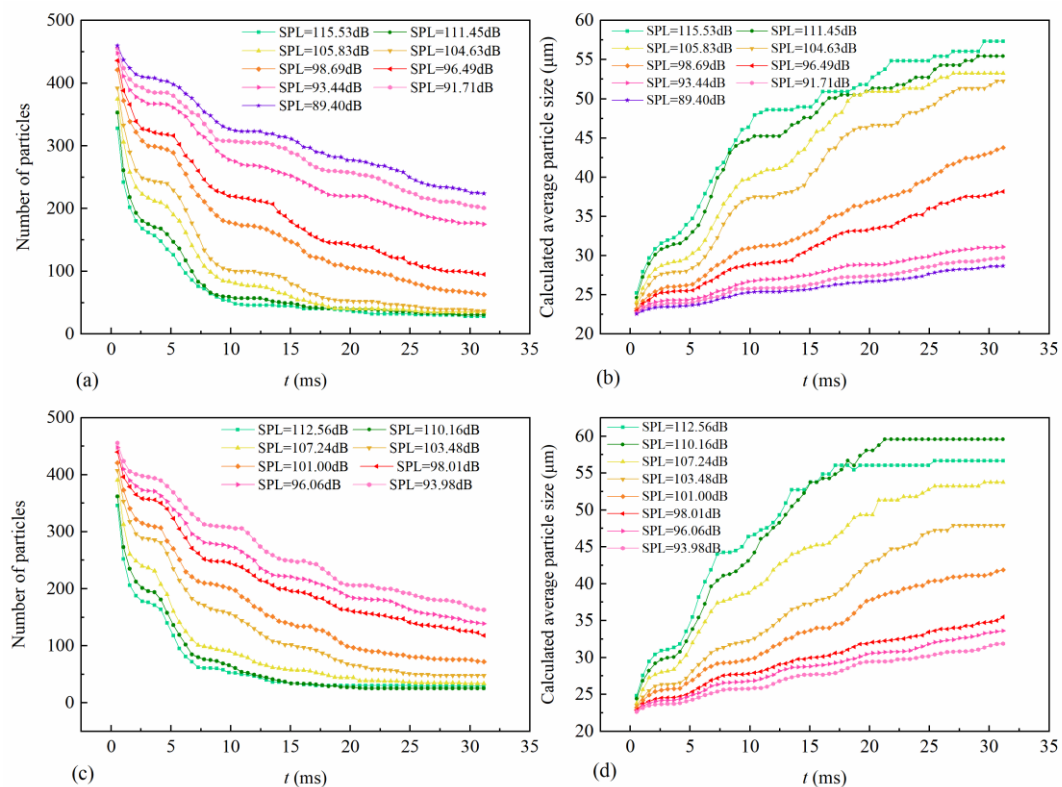 500
400
300
200
100
0
Number of particles
SPL=115.53dB SPL=111.45dB
SPL=105.83dB SPL=104.63dB
SPL=98.69dB SPL=96.49dB
SPL=93.44dB SPL=91.71dB
SPL=89.40dB
0 5 10 15 20 25 30 35
(a) t (ms)
60
55
50
45
40
35
30
25
20
Calculated average particle size (μm)
SPL=115.53dB SPL=111.45dB
SPL=105.83dB SPL=104.63dB
SPL=98.69dB SPL=96.49dB
SPL=93.44dB SPL=91.71dB
SPL=89.40dB
0 5 10 15 20 25 30 35
(b) t (ms)
500
400
300
200
100
0
Number of particles
SPL=112.56dB SPL=110.16dB
SPL=107.24dB SPL=103.48dB
SPL=101.00dB SPL=98.01dB
SPL=96.06dB SPL=93.98dB
0 5 10 15 20 25 30 35
(c) t (ms)
60
55
50
45
40
35
30
25
20
Calculated average particle size (μm)
SPL=112.56dB
SPL=110.16dB
SPL=107.24dB
SPL=103.48dB
SPL=101.00dB
SPL=98.01dB
SPL=96.06dB
SPL=93.98dB
0 5 10 15 20 25 30 35
t (ms) (d)